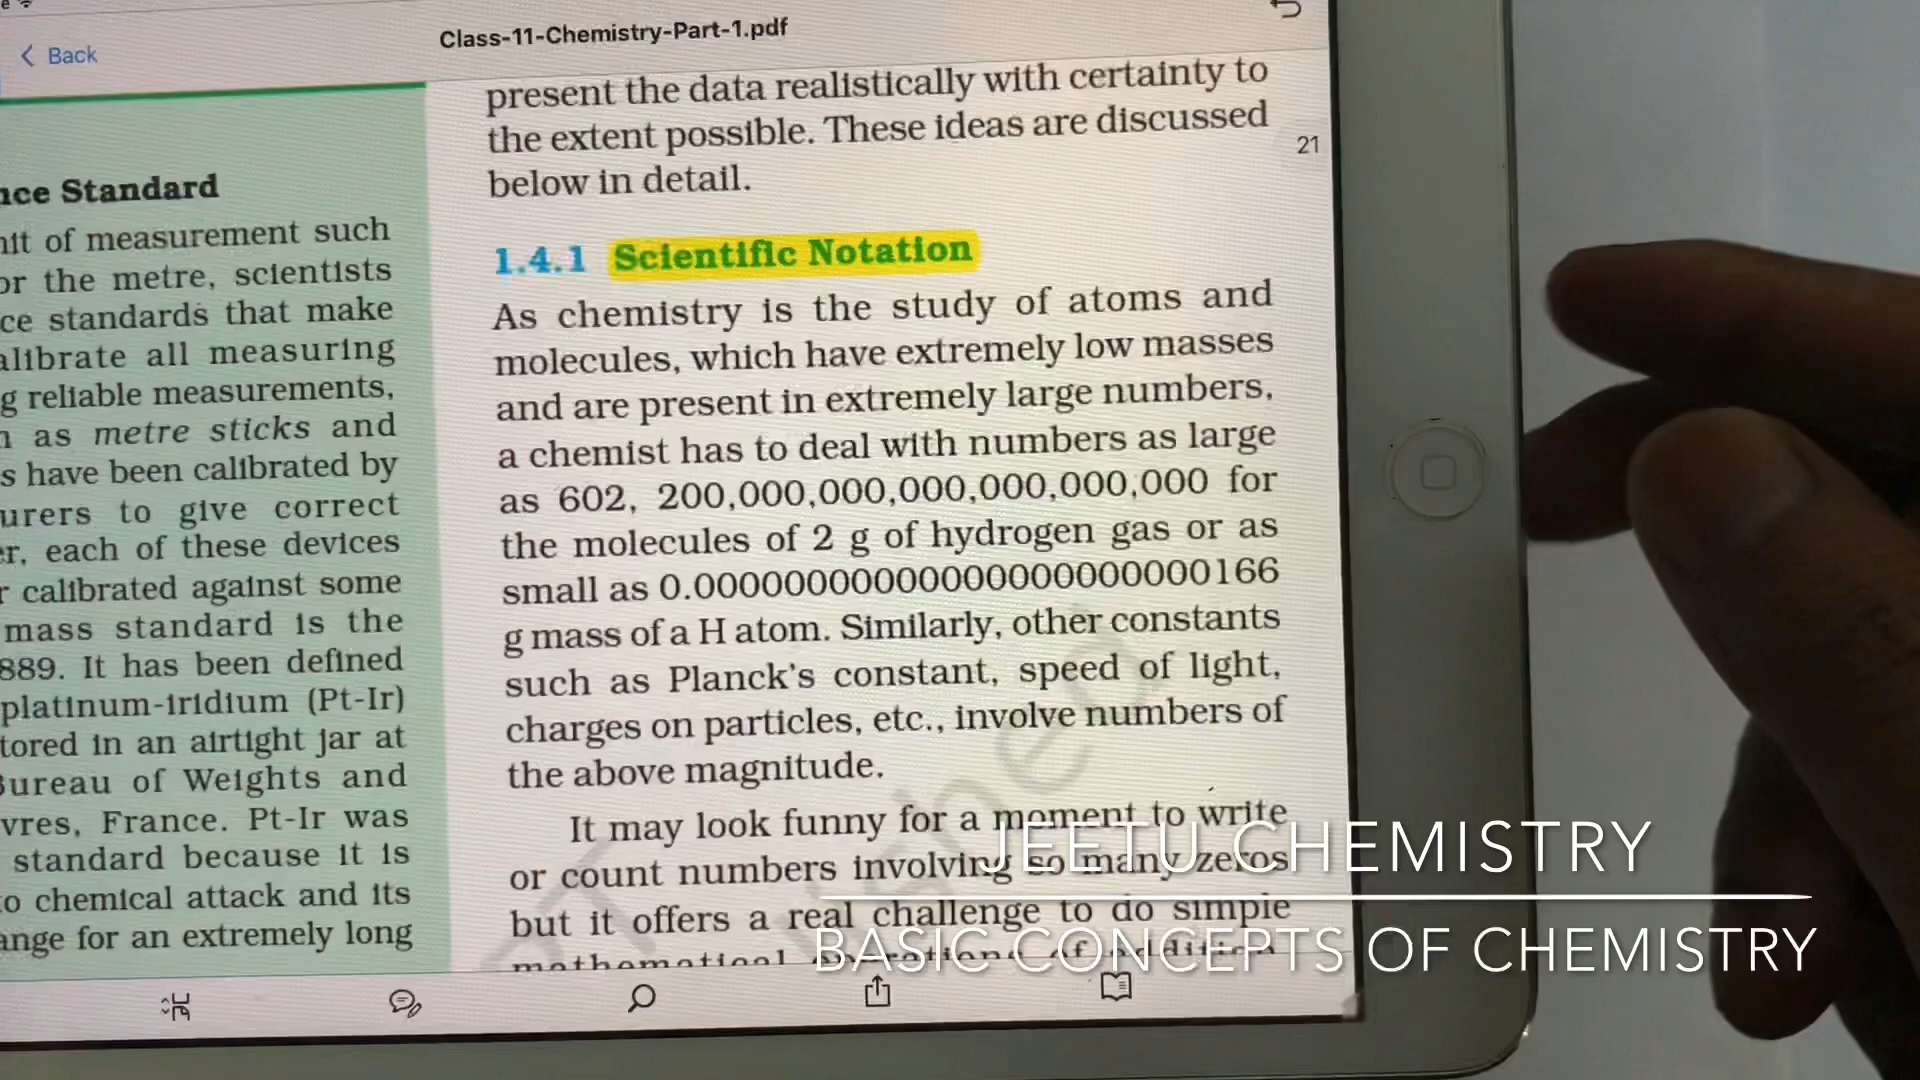 Class-11-Chemistry-Part-1.pdf
Back
Standard
of measurement such
the metre, scientists
standards that make
all measuring
reliable measurements,
as metre sticks and
have been calibrated by
to give correct
each of these devices
calibrated against some
mass standard is the
889. It has been defined
platinum-iridium (Pt-Ir)
in an airtight jar at
of Weights and
France. Pt-Ir was
standard because it is
chemical attack and its
for an extremely long
present the data realistically with certainty to
the extent possible. These ideas are discussed
below in detail.
21
1.4.1 Scientific Notation
As chemistry is the study of atoms and
molecules, which have extremely low masses
and are present in extremely large numbers,
a chemist has to deal with numbers as large
as 602, 200,000,000,000,000,000,000 for
the molecules of 2 g of hydrogen gas or as
small as 0.00000000000000000000000166
g mass of a H atom. Similarly, other constants
such as Planck's constant, speed of light,
charges on particles, etc., involve numbers of
the above magnitude.
It may look funny for a moment to write
or count numbers involving so many zeros
but it offers a real challenge to do simple
JEETU CHEMISTRY
BASIC CONCEPTS OF CHEMISTRY